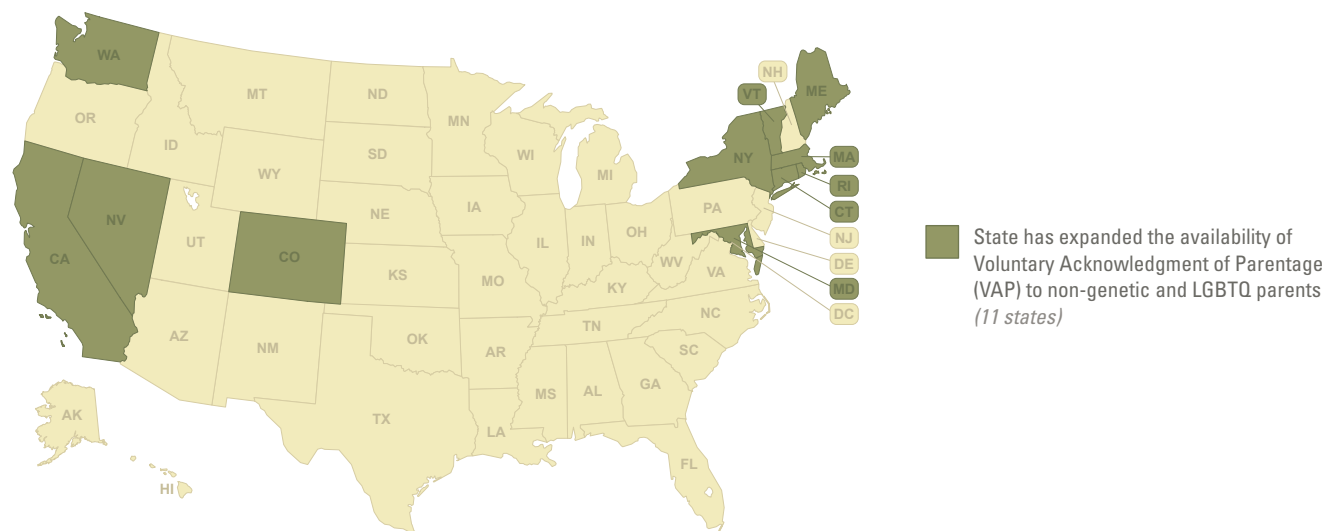 WA
MT
ND
MN
OR
ID
WY
SD
WI
MI
NH
VT
ME
NY
MA
RI
CT
NJ
DE
MD
DC
NV
CA
UT
CO
NE
IA
KS
MO
IL
IN
OH
PA
WV
VA
KY
NC
TN
SC
AZ
NM
OK
AR
TX
LA
MS
AL
GA
FL
AK
HI
State has expanded the availability of
Voluntary Acknowledgment of Parentage
(VAP) to non-genetic and LGBTQ parents
(11 states)